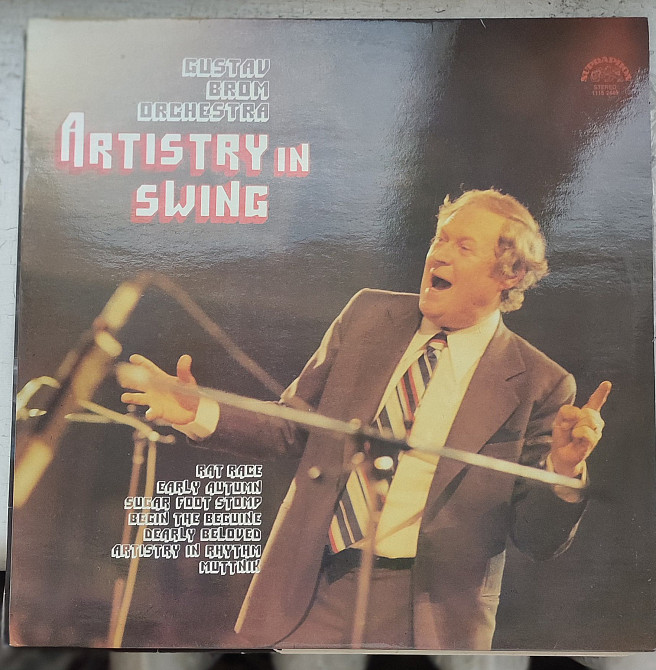 GUSTAV
BROM
ORCHESTRA
ARTISTRY IN
SWING
SUPRAPHON
STEREO
RAT RACE
EARLY AUTUMN
SUGAR FOOT STOMP
BEGIN THE BEGUINE
DEARLY BELOVED
ARTISTRY IN RHYTHM
MUTTNIK